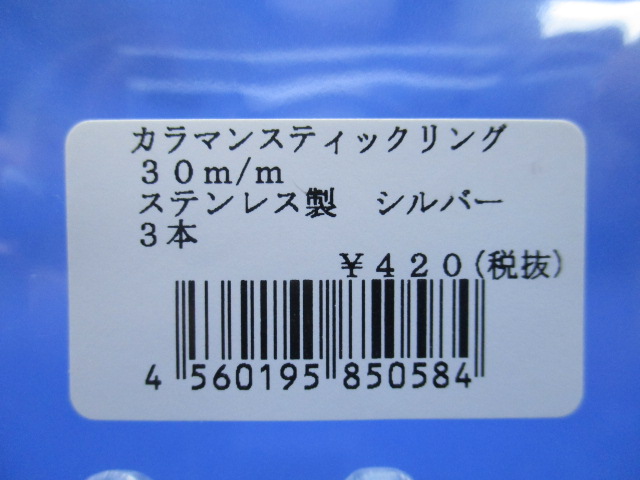 カラマンスティックリング
３０ｍ/ｍ
ステンレス製　シルバー
３本
￥４２０(税抜)
4 560195 850584